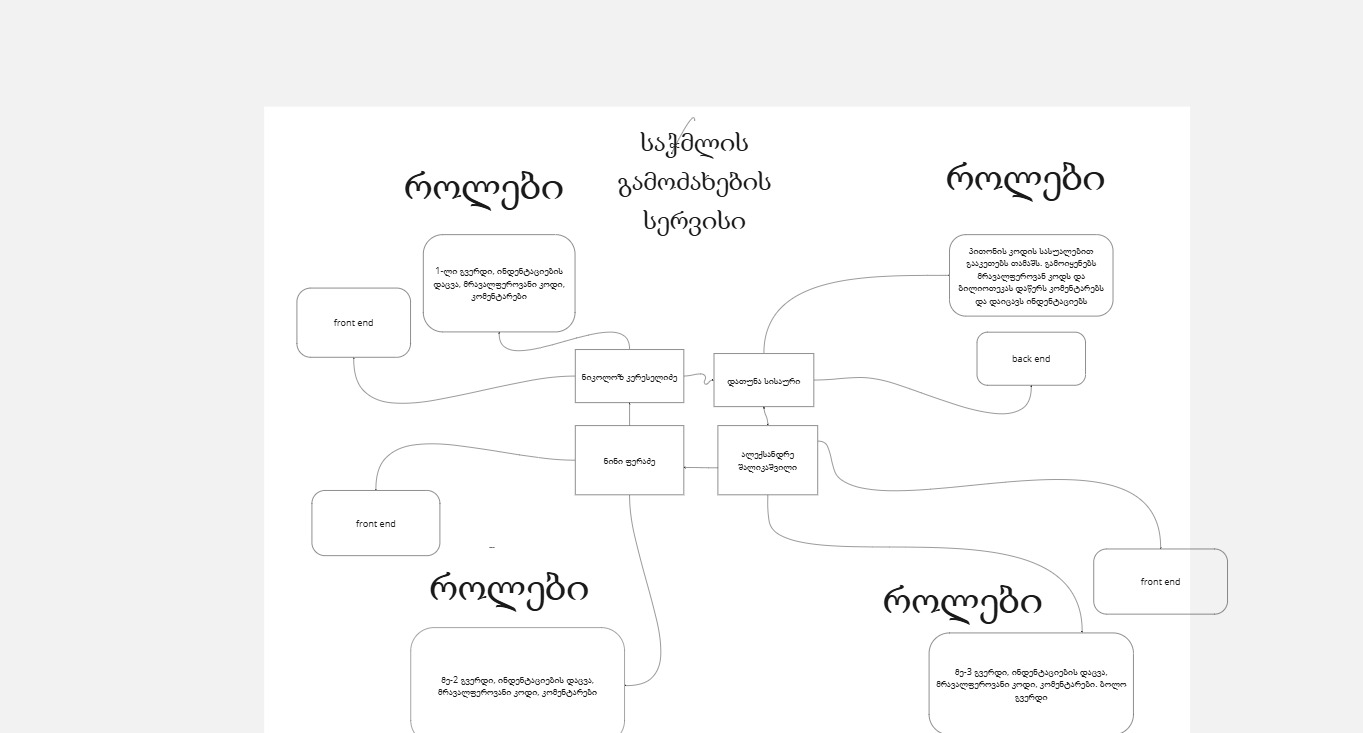 საჭმლის
გამოძახების
სერვისი
როლები
როლები
1-ლი გვერდი, ინდენტაციების
დაცვა, მრავალფეროვანი კოდი,
კომენტარები
front end
პითონის კოდის სასუალებით
გააკეთებს თამაშს. გამოიყენებს
მრავალფეროვან კოდს და
ბილიოთეკას დაწერს კომენტარებს
და დაიცავს ინდენტაციებს
back end
ნიკოლოზ კერესელიძე
დათუნა სისაური
ნინი ფერაძე
ალექსანდრე
შალიკაშვილი
front end
front end
როლები
როლები
მე-2 გვერდი, ინდენტაციების დაცვა,
მრავალფეროვანი კოდი, კომენტარები
მე-3 გვერდი, ინდენტაციების დაცვა,
მრავალფეროვანი კოდი, კომენტარები. ბოლო
გვერდი